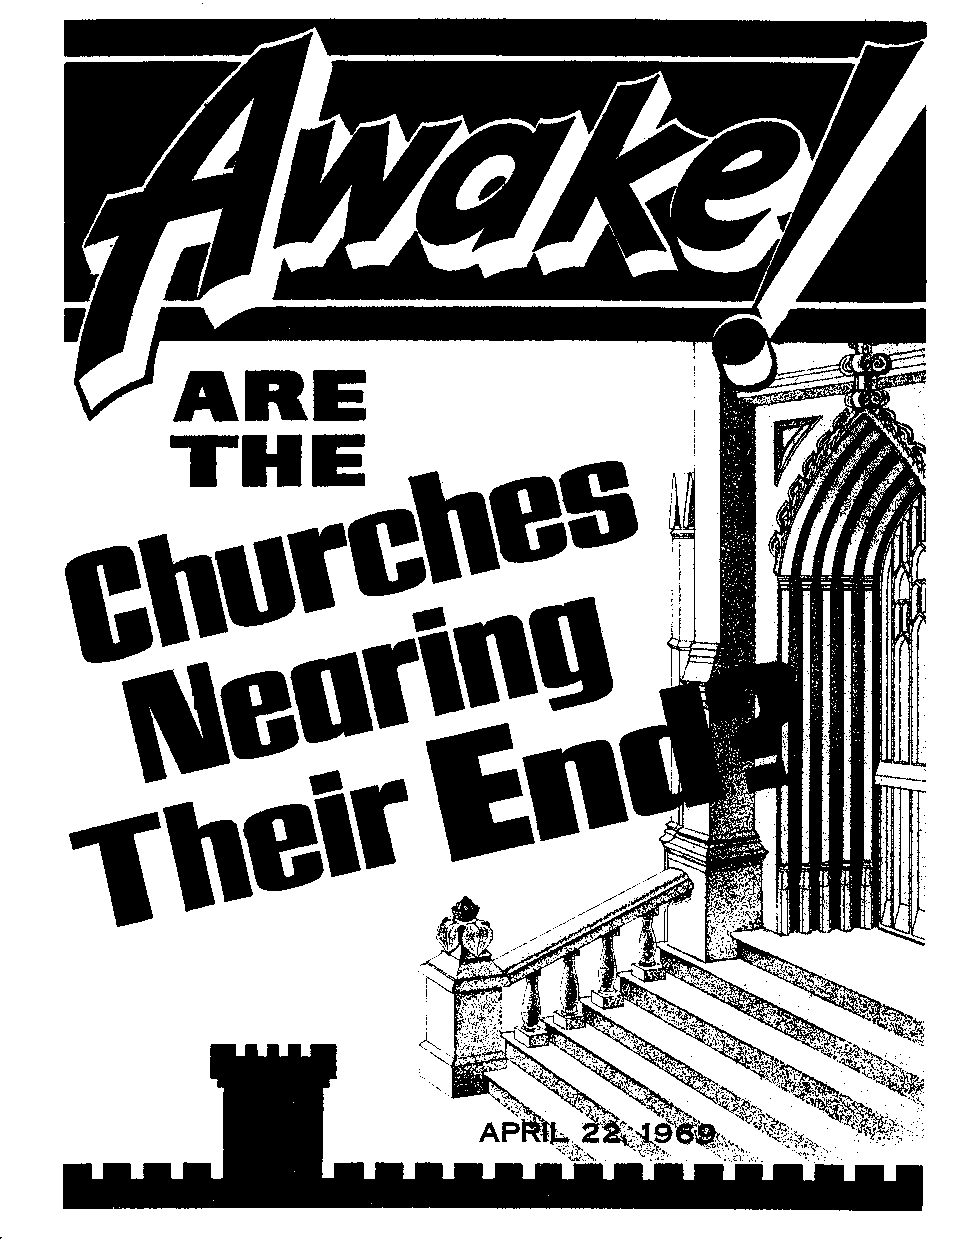 Awake!
ARE
THE
Churches
Nearing
Their End?
APRIL 22, 1969